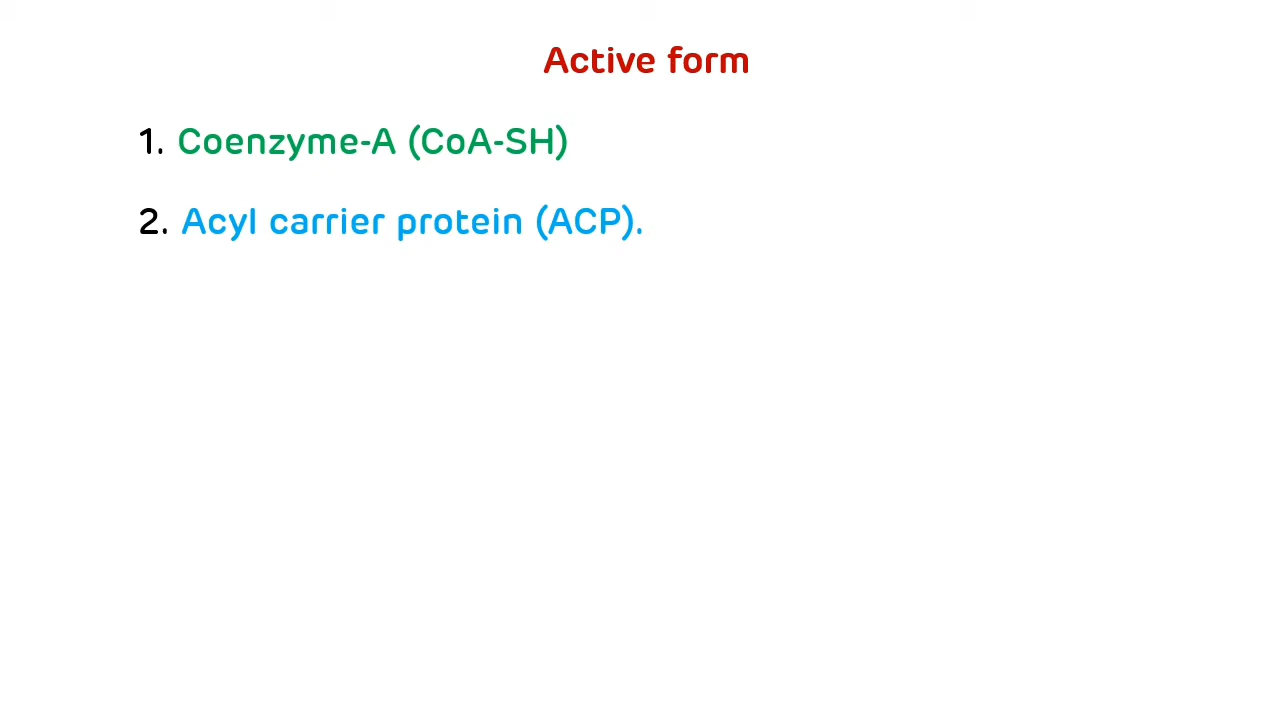 Active form
1. Coenzyme-A (CoA-SH)
2. Acyl carrier protein (ACP).